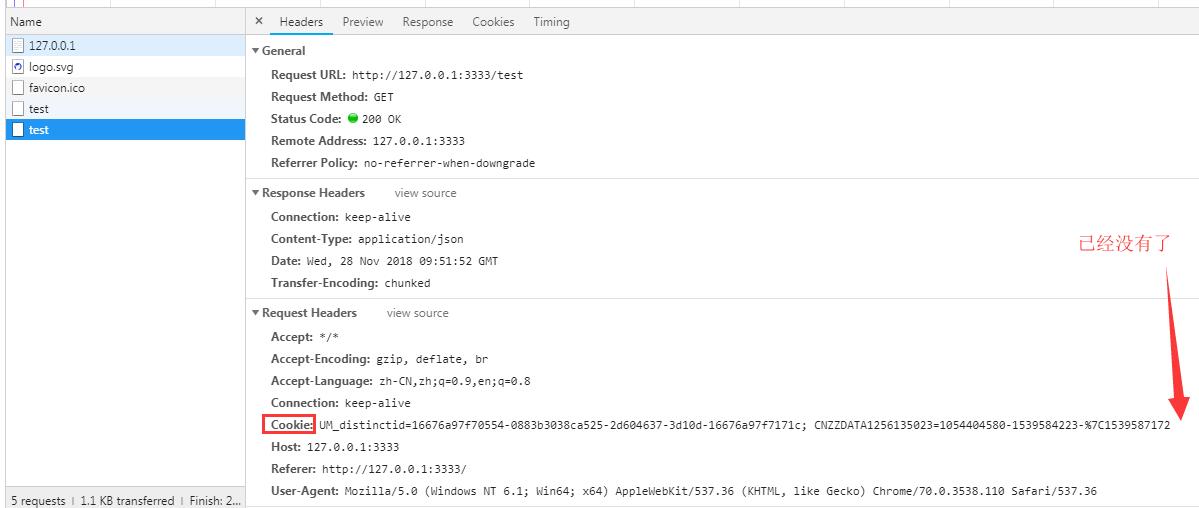 Name
× Headers Preview Response Cookies Timing
127.0.0.1
logo.svg
favicon.ico
test
test
General
Request URL: http://127.0.0.1:3333/test
Request Method: GET
Status Code: 200 OK
Remote Address: 127.0.0.1:3333
Referrer Policy: no-referrer-when-downgrade
Response Headers view source
Connection: keep-alive
Content-Type: application/json
Date: Wed, 28 Nov 2018 09:51:52 GMT
Transfer-Encoding: chunked
已经没有了
Request Headers view source
Accept: */*
Accept-Encoding: gzip, deflate, br
Accept-Language: zh-CN,zh;q=0.9,en;q=0.8
Connection: keep-alive
Cookie: UM_distinctid=16676a97f70554-0883b3038ca525-2d604637-3d10d-16676a97f7171c; CNZZDATA1256135023=1054404580-1539584223-%7C1539587172
Host: 127.0.0.1:3333
Referer: http://127.0.0.1:3333/
User-Agent: Mozilla/5.0 (Windows NT 6.1; Win64; x64) AppleWebKit/537.36 (KHTML, like Gecko) Chrome/70.0.3538.110 Safari/537.36
5 requests | 1.1 KB transferred | Finish: 2...